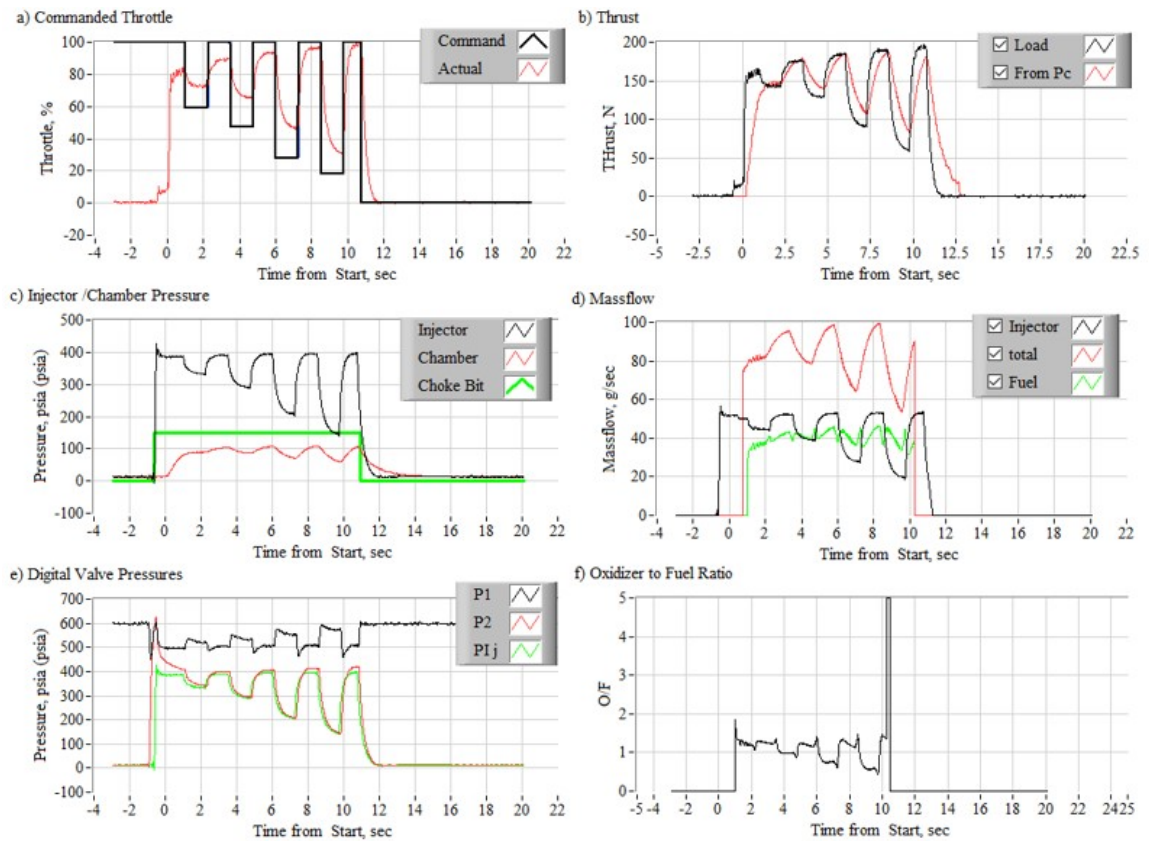 a) Commanded Throttle
Command
Actual
Throttle, %
100
80
60
40
20
0
-20
-4 -2 0 2 4 6 8 10 12 14 16 18 20 22
Time from Start, sec
b) Thrust
Load
From Pc
THrust, N
200
150
100
50
0
-50
-5 -2.5 0 2.5 5 7.5 10 12.5 15 17.5 20 22.5
Time from Start, sec
c) Injector /Chamber Pressure
Injector
Chamber
Choke Bit
Pressure, psia (psia)
500
400
300
200
100
0
-100
-4 -2 0 2 4 6 8 10 12 14 16 18 20 22
Time from Start, sec
d) Massflow
Injector
total
Fuel
Massflow, g/sec
100
80
60
40
20
0
-4 -2 0 2 4 6 8 10 12 14 16 18 20 22
Time from Start, sec
e) Digital Valve Pressures
P1
P2
PI j
Pressure, psia (psia)
700
600
500
400
300
200
100
0
-100
-4 -2 0 2 4 6 8 10 12 14 16 18 20 22
Time from Start, sec
f) Oxidizer to Fuel Ratio
O/F
5
4
3
2
1
0
-5 -4 -2 0 2 4 6 8 10 12 14 16 18 20 22 24 25
Time from Start, sec